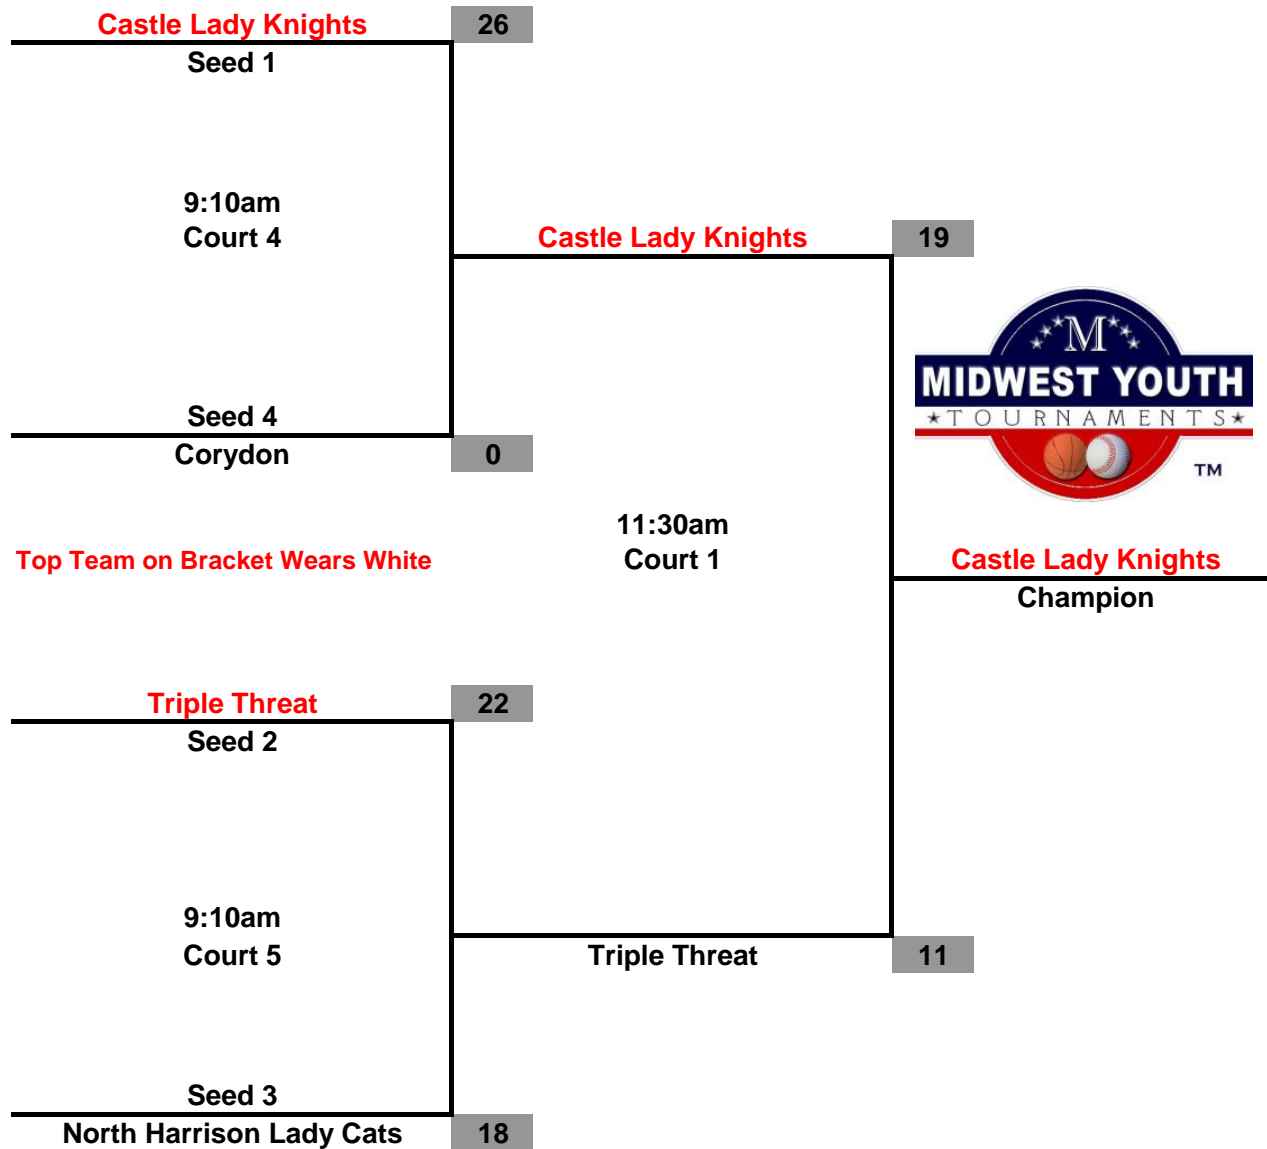 Castle Lady Knights 26
Seed 1
9:10am
Court 4
Castle Lady Knights 19
Seed 4
Corydon 0
M
MIDWEST YOUTH
TOURNAMENTS
TM
11:30am
Court 1
Top Team on Bracket Wears White
Castle Lady Knights
Champion
Triple Threat 22
Seed 2
9:10am
Court 5
Triple Threat 11
Seed 3
North Harrison Lady Cats 18